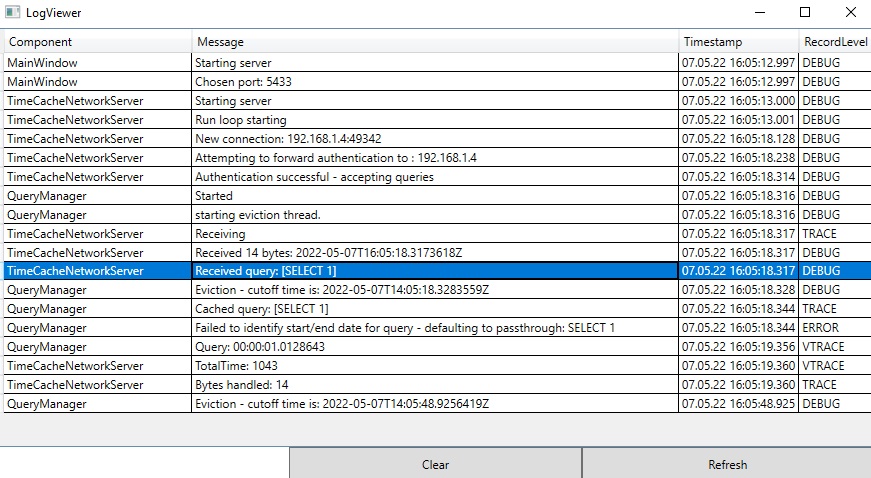 LogViewer
Component Message Timestamp RecordLevel
MainWindow Starting server 07.05.22 16:05:12.997 DEBUG
MainWindow Chosen port: 5433 07.05.22 16:05:12.997 DEBUG
TimeCacheNetworkServer Starting server 07.05.22 16:05:13.000 DEBUG
TimeCacheNetworkServer Run loop starting 07.05.22 16:05:13.001 DEBUG
TimeCacheNetworkServer New connection: 192.168.1.4:49342 07.05.22 16:05:18.128 DEBUG
TimeCacheNetworkServer Attempting to forward authentication to : 192.168.1.4 07.05.22 16:05:18.238 DEBUG
TimeCacheNetworkServer Authentication successful - accepting queries 07.05.22 16:05:18.314 DEBUG
QueryManager Started 07.05.22 16:05:18.316 DEBUG
QueryManager starting eviction thread. 07.05.22 16:05:18.316 DEBUG
TimeCacheNetworkServer Receiving 07.05.22 16:05:18.317 TRACE
TimeCacheNetworkServer Received 14 bytes: 2022-05-07T16:05:18.3173618Z 07.05.22 16:05:18.317 DEBUG
TimeCacheNetworkServer Received query: [SELECT 1] 07.05.22 16:05:18.317 DEBUG
QueryManager Eviction - cutoff time is: 2022-05-07T14:05:18.3283559Z 07.05.22 16:05:18.328 DEBUG
QueryManager Cached query: [SELECT 1] 07.05.22 16:05:18.344 TRACE
QueryManager Failed to identify start/end date for query - defaulting to passthrough: SELECT 1 07.05.22 16:05:18.344 ERROR
QueryManager Query: 00:00:01.0128643 07.05.22 16:05:19.356 VTRACE
TimeCacheNetworkServer TotalTime: 1043 07.05.22 16:05:19.360 VTRACE
TimeCacheNetworkServer Bytes handled: 14 07.05.22 16:05:19.360 TRACE
QueryManager Eviction - cutoff time is: 2022-05-07T14:05:48.9256419Z 07.05.22 16:05:48.925 DEBUG
Clear Refresh